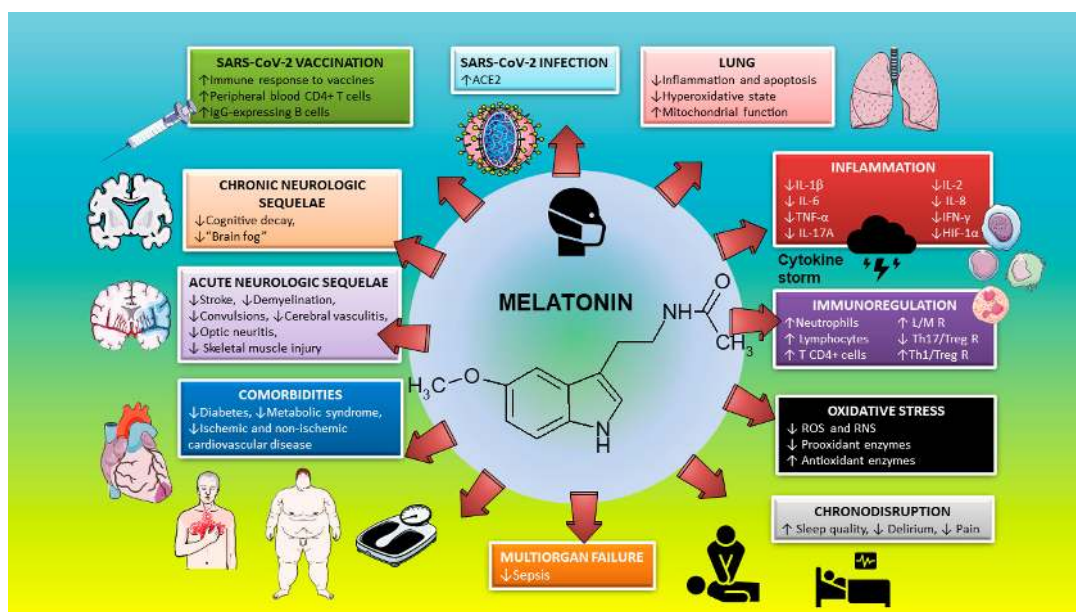 SARS-CoV-2 VACCINATION
↑Immune response to vaccines
↑Peripheral blood CD4+ T cells
↑IgG-expressing B cells
SARS-CoV-2 INFECTION
↑ACE2
LUNG
↓Inflammation and apoptosis
↓Hyperoxidative state
↑Mitochondrial function
CHRONIC NEUROLOGIC
SEQUELAE
↓Cognitive decay,
↓"Brain fog"
INFLAMMATION
↓IL-1β ↓IL-2
↓ IL-6 ↓ IL-8
↓TNF-α ↓IFN-γ
↓ IL-17A ↓HIF-1α
Cytokine
storm
ACUTE NEUROLOGIC SEQUELAE
↓Stroke, ↓Demyelination,
↓Convulsions, ↓Cerebral vasculitis,
↓Optic neuritis,
↓ Skeletal muscle injury
MELATONIN
O
NH
CH3
H3C
O
N
H
IMMUNOREGULATION
↑Neutrophils ↑ L/M R
↑ Lymphocytes ↓ Th17/Treg R
↑ T CD4+ cells ↑Th1/Treg R
COMORBIDITIES
↓Diabetes, ↓Metabolic syndrome,
↓Ischemic and non-ischemic
cardiovascular disease
OXIDATIVE STRESS
↓ ROS and RNS
↓ Prooxidant enzymes
↑ Antioxidant enzymes
CHRONODISRUPTION
↑ Sleep quality, ↓ Delirium, ↓ Pain
MULTIORGAN FAILURE
↓Sepsis